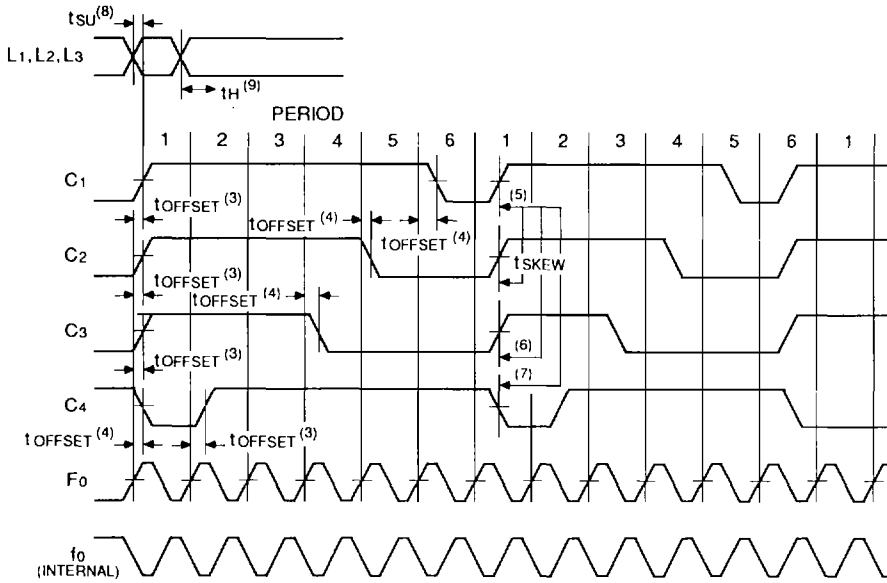 tSU(8)
L1, L2, L3
tH(9)
PERIOD
1 2 3 4 5 6 1 2 3 4 5 6 1
C1
(5)
tOFFSET(3)
tOFFSET(4)
tOFFSET(4)
C2
tSKEW
tOFFSET(3)
tOFFSET(4)
C3
(6)
tOFFSET(3)
(7)
C4
tOFFSET(4)
tOFFSET(3)
F0
f0
(INTERNAL)